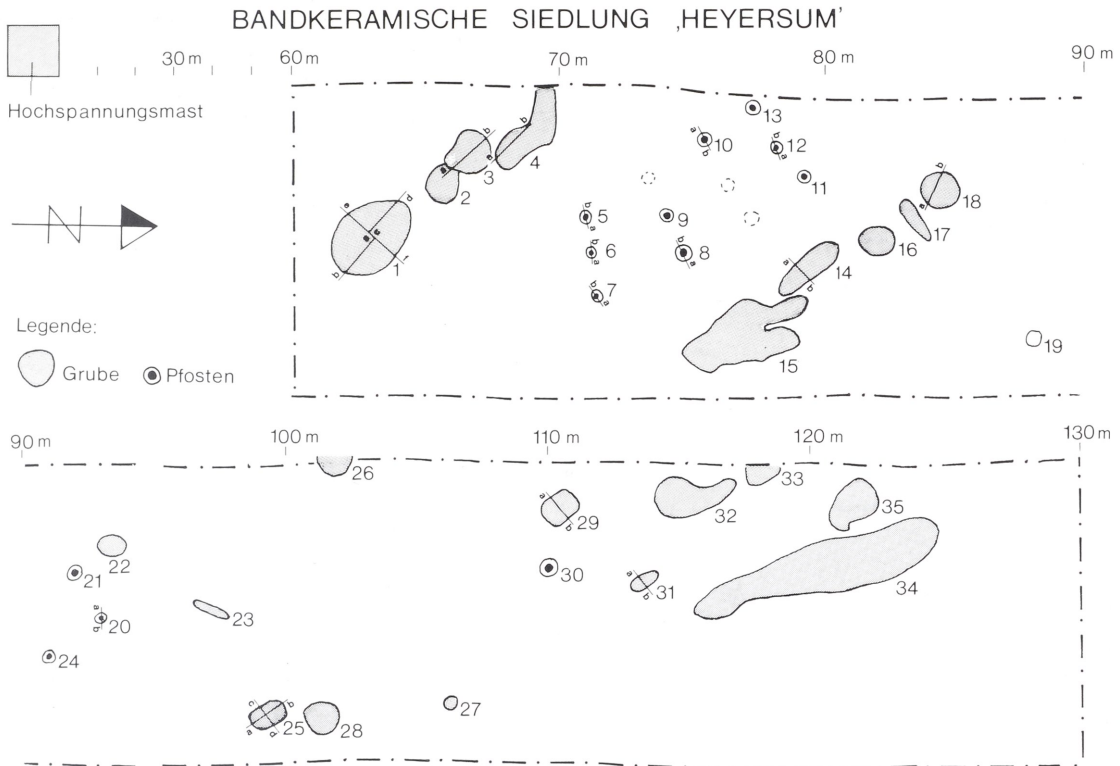 BANDKERAMISCHE SIEDLUNG ‚HEYERSUM'
30m 60 m 70 m 80 m 90 m
Hochspannungsmast
N
Legende:
Grube Pfosten
13
10 12
3 4
11
2 18
5 9 17
6 8 16
1
7 14
15 19
90 m 100 m 110 m 120 m 130 m
26 33
29 32 35
22
21 30
31 34
23
20
24
27
25 28
a b
a b
a b c d